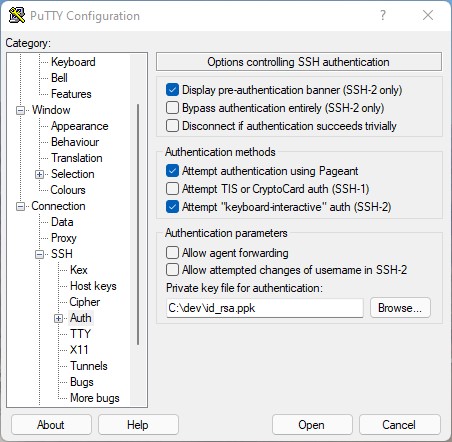 PuTTY Configuration
?
Category:
Keyboard
Bell
Features
Window
Appearance
Behaviour
Translation
Selection
Colours
Connection
Data
Proxy
SSH
Kex
Host keys
Cipher
Auth
TTY
X11
Tunnels
Bugs
More bugs
Options controlling SSH authentication
Display pre-authentication banner (SSH-2 only)
Bypass authentication entirely (SSH-2 only)
Disconnect if authentication succeeds trivially
Authentication methods
Attempt authentication using Pageant
Attempt TIS or CryptoCard auth (SSH-1)
Attempt "keyboard-interactive" auth (SSH-2)
Authentication parameters
Allow agent forwarding
Allow attempted changes of username in SSH-2
Private key file for authentication:
C:\dev\id_rsa.ppk
Browse...
About
Help
Open
Cancel